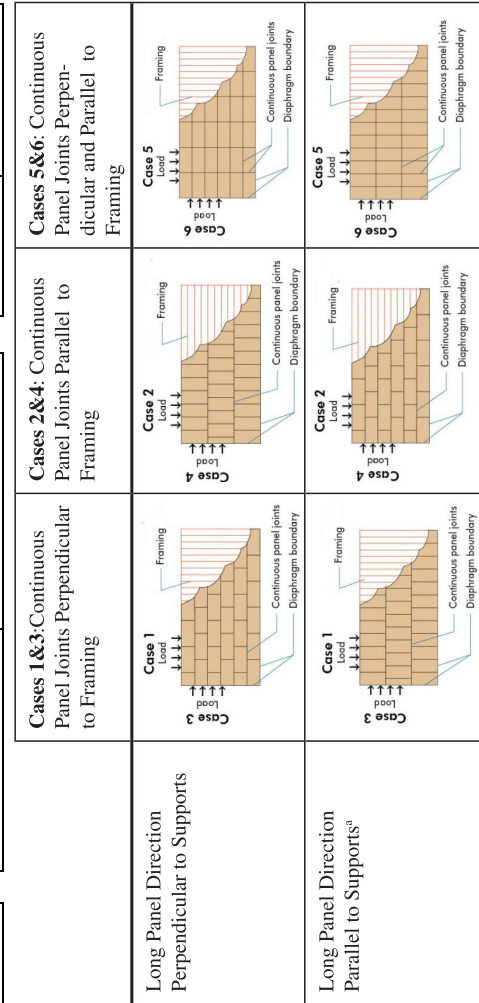 Cases 1&3:Continuous
Panel Joints Perpendicular
to Framing
Cases 2&4: Continuous
Panel Joints Parallel to
Framing
Cases 5&6: Continuous
Panel Joints Perpen-
dicular and Parallel to
Framing
Long Panel Direction
Perpendicular to Supports
Case 1
Load
Framing
Case 3
Load
Continuous panel joints
Diaphragm boundary
Case 2
Load
Framing
Case 4
Load
Continuous panel joints
Diaphragm boundary
Case 5
Load
Framing
Case 6
Load
Continuous panel joints
Diaphragm boundary
Long Panel Direction
Parallel to Supportsᵃ
Case 1
Load
Framing
Case 3
Load
Continuous panel joints
Diaphragm boundary
Case 2
Load
Framing
Case 4
Load
Continuous panel joints
Diaphragm boundary
Case 5
Load
Framing
Case 6
Load
Continuous panel joints
Diaphragm boundary